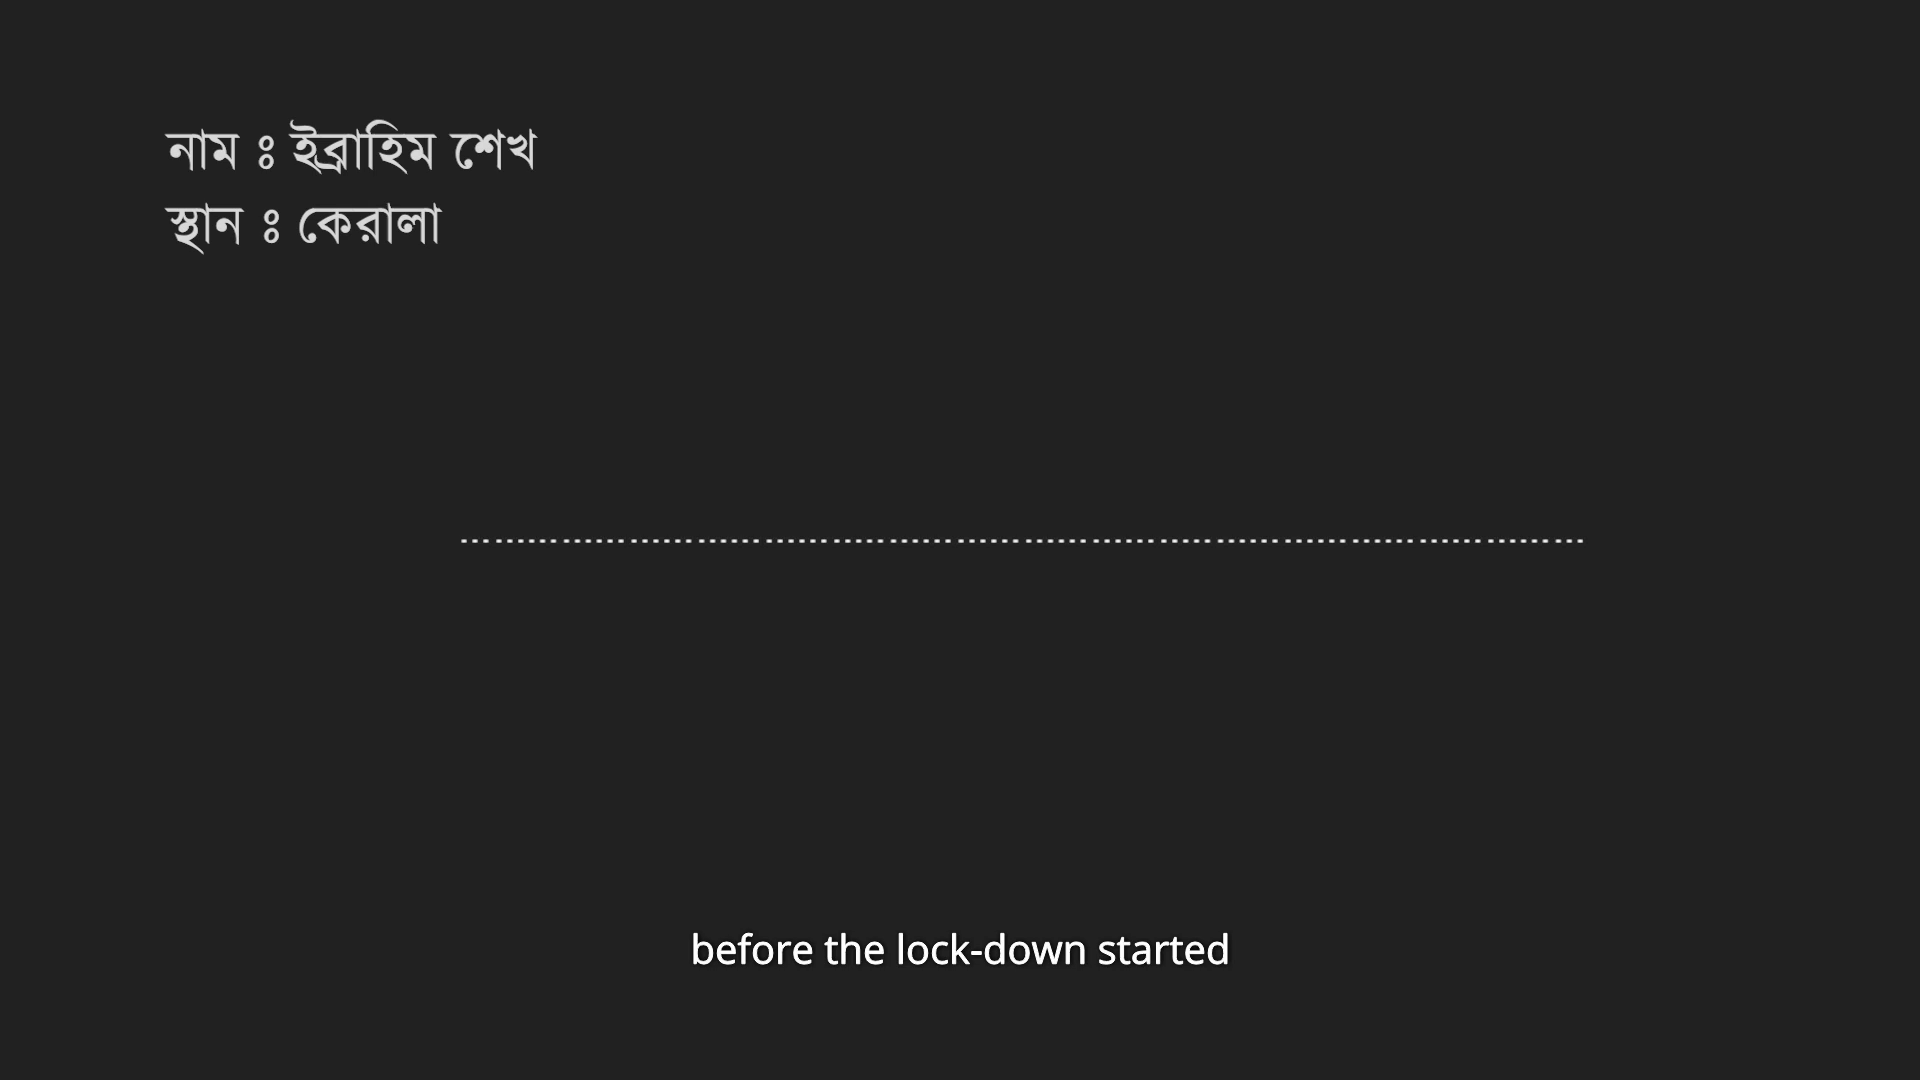 নাম ঃ ইব্রাহিম শেখ
স্থান ঃ কেরালা
before the lock-down started